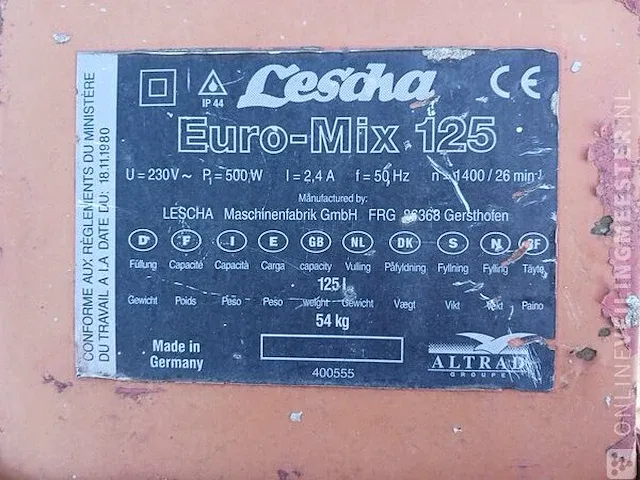 CONFORME AUX RÈGLEMENTS DU MINISTÈRE
DU TRAVAIL A LA DATE DU: 18.11.1980
IP 44
Lescha CE
Euro-Mix 125
U = 230V ~ P₁ = 500 W I = 2,4 A f = 50 Hz n = 1400 / 26 min-1
Manufactured by:
LESCHA Maschinenfabrik GmbH FRG 86368 Gersthofen
D F I E GB NL DK S N SF
Füllung Capacité Capacità Carga capacity Vulling Påfyldning Fyllning Fylling Täyte
125 l
Gewicht Poids Peso Peso weight Gewicht Vægt Vikt Vekt Paino
54 kg
Made in
Germany
400555
ALTRAD
GROUPE
ONLINEVEILINGMEESTER.NL